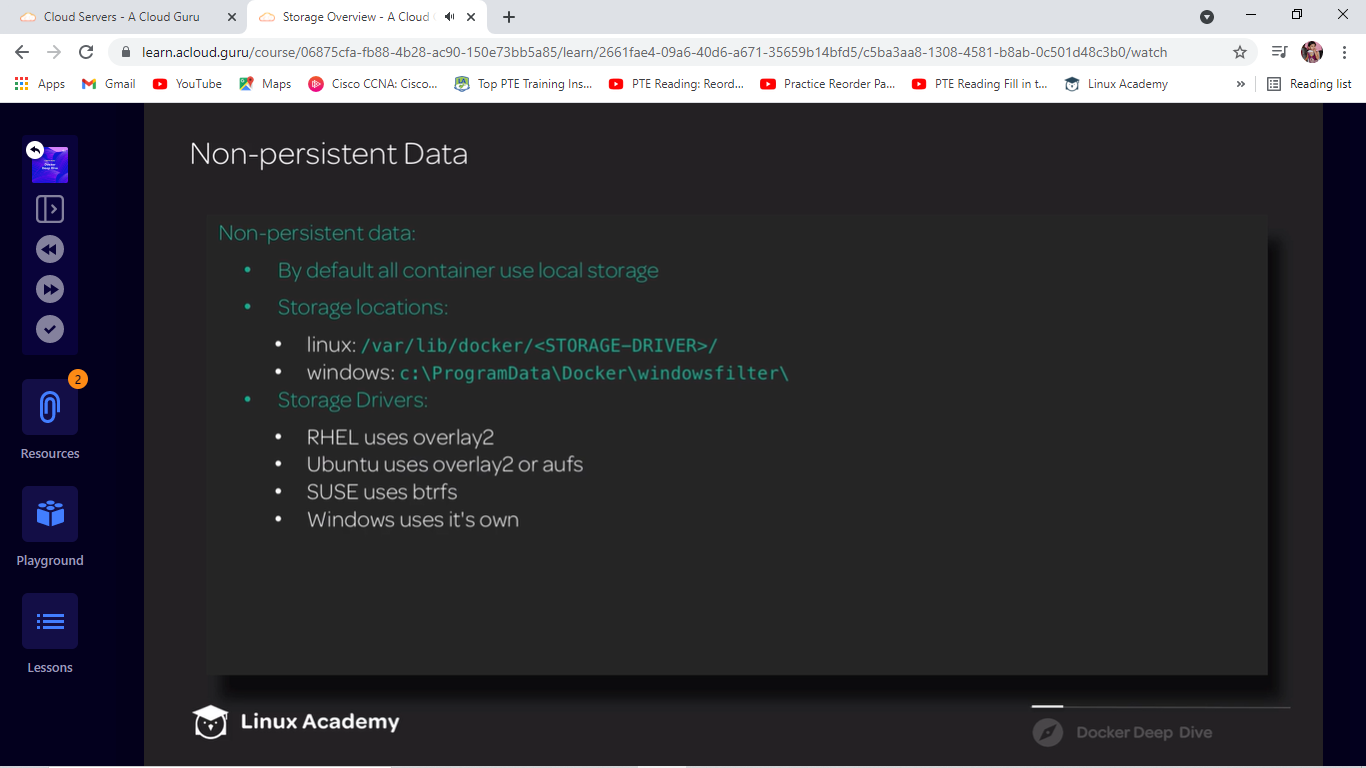 Cloud Servers - A Cloud Guru
Storage Overview - A Cloud
learn.acloud.guru/course/06875cfa-fb88-4b28-ac90-150e73bb5a85/learn/2661fae4-09a6-40d6-a671-35659b14bfd5/c5ba3aa8-1308-4581-b8ab-0c501d48c3b0/watch
Apps Gmail YouTube Maps Cisco CCNA: Cisco... Top PTE Training Ins... PTE Reading: Reord... Practice Reorder Pa... PTE Reading Fill in t... Linux Academy » Reading list
Docker
Deep Dive
2
Resources
Playground
Lessons
Non-persistent Data
Non-persistent data:
• By default all container use local storage
• Storage locations:
• linux: /var/lib/docker/<STORAGE-DRIVER>/
• windows: c:\ProgramData\Docker\windowsfilter\
• Storage Drivers:
• RHEL uses overlay2
• Ubuntu uses overlay2 or aufs
• SUSE uses btrfs
• Windows uses it's own
Linux Academy
Docker Deep Dive